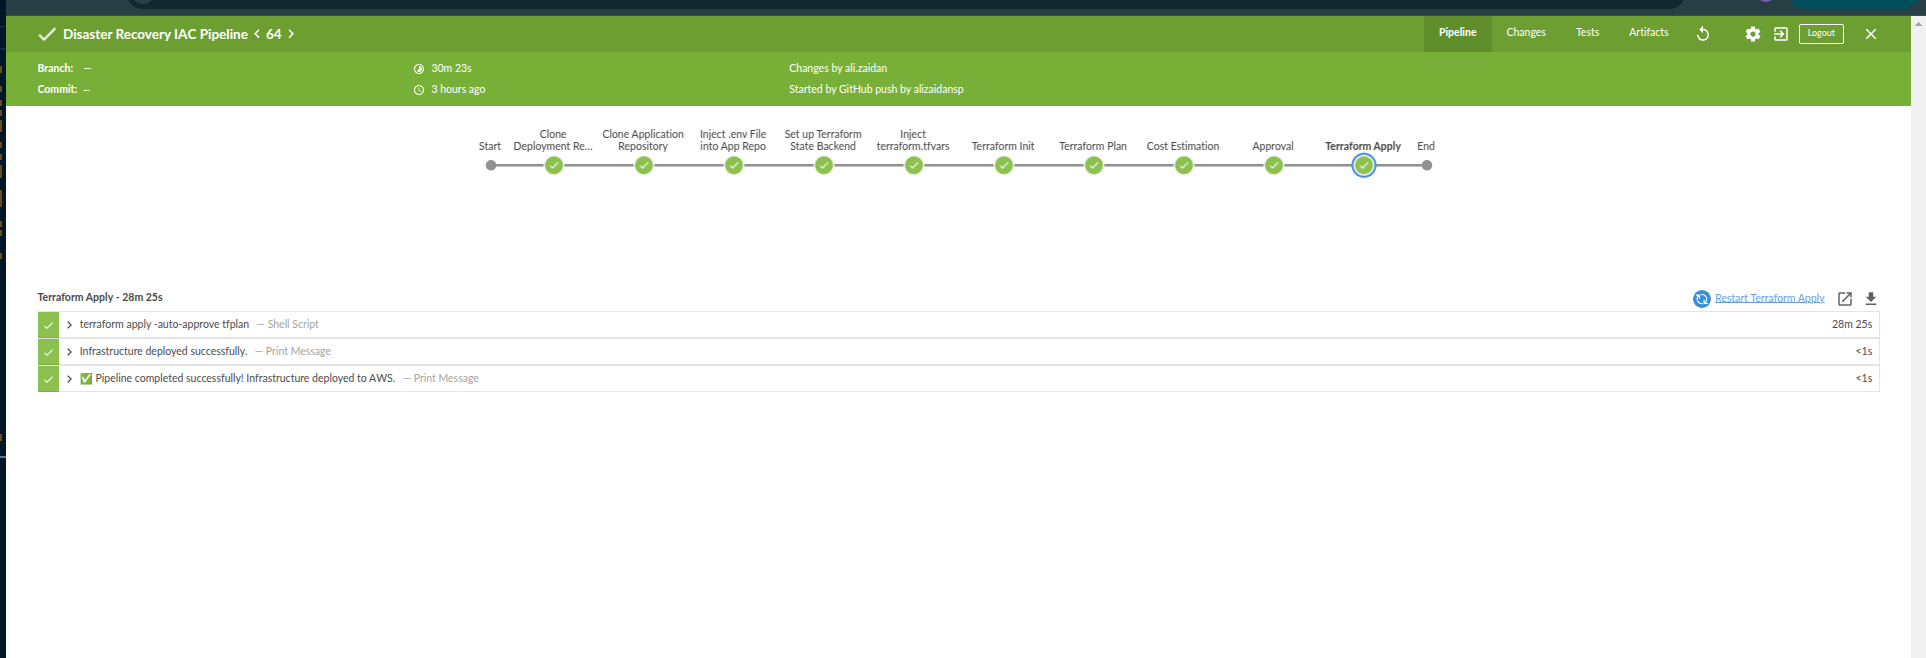 Disaster Recovery IAC Pipeline < 64 >
Pipeline Changes Tests Artifacts Logout
Branch: —
30m 23s
Changes by ali.zaidan
Commit: —
3 hours ago
Started by GitHub push by alizaidansp
Start
Clone
Deployment Re...
Clone Application
Repository
Inject .env File
into App Repo
Set up Terraform
State Backend
Inject
terraform.tfvars
Terraform Init
Terraform Plan
Cost Estimation
Approval
Terraform Apply
End
Terraform Apply - 28m 25s
Restart Terraform Apply
terraform apply -auto-approve tfplan — Shell Script 28m 25s
Infrastructure deployed successfully. — Print Message <1s
✅ Pipeline completed successfully! Infrastructure deployed to AWS. — Print Message <1s